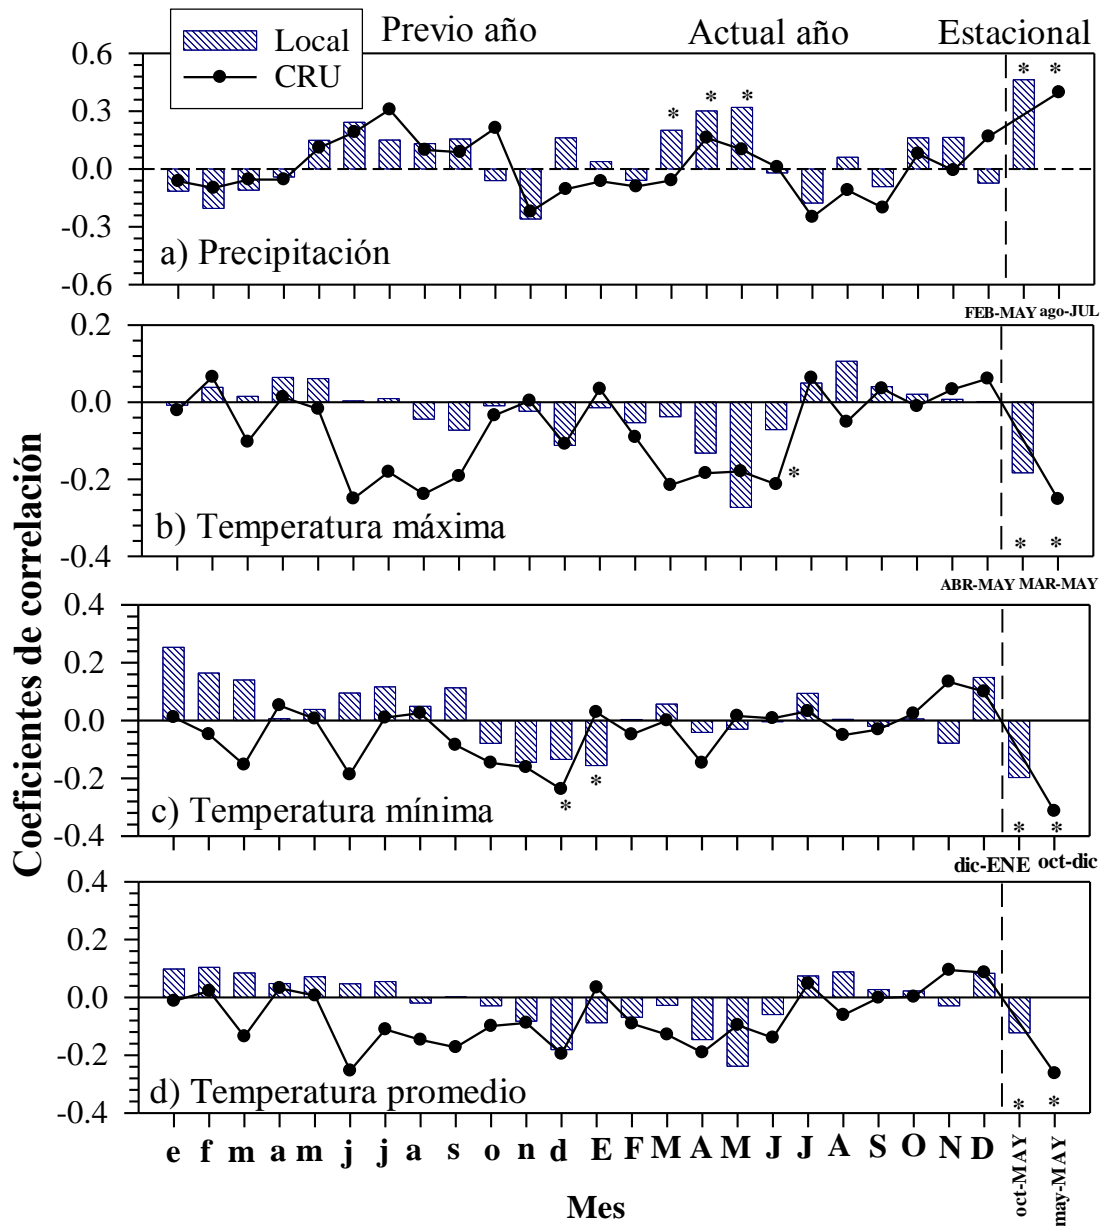 Local
CRU
Previo año
Actual año
Estacional
0.6
0.3
0.0
-0.3
-0.6
* * * * *
a) Precipitación
FEB-MAY ago-JUL
0.2
0.0
-0.2
-0.4
*
* *
b) Temperatura máxima
ABR-MAY MAR-MAY
0.4
0.2
0.0
-0.2
-0.4
* *
* *
c) Temperatura mínima
dic-ENE oct-dic
0.4
0.2
0.0
-0.2
-0.4
* *
d) Temperatura promedio
e f m a m j j a s o n d E F M A M J J A S O N D
oct-MAY
may-MAY
Mes
Coeficientes de correlación